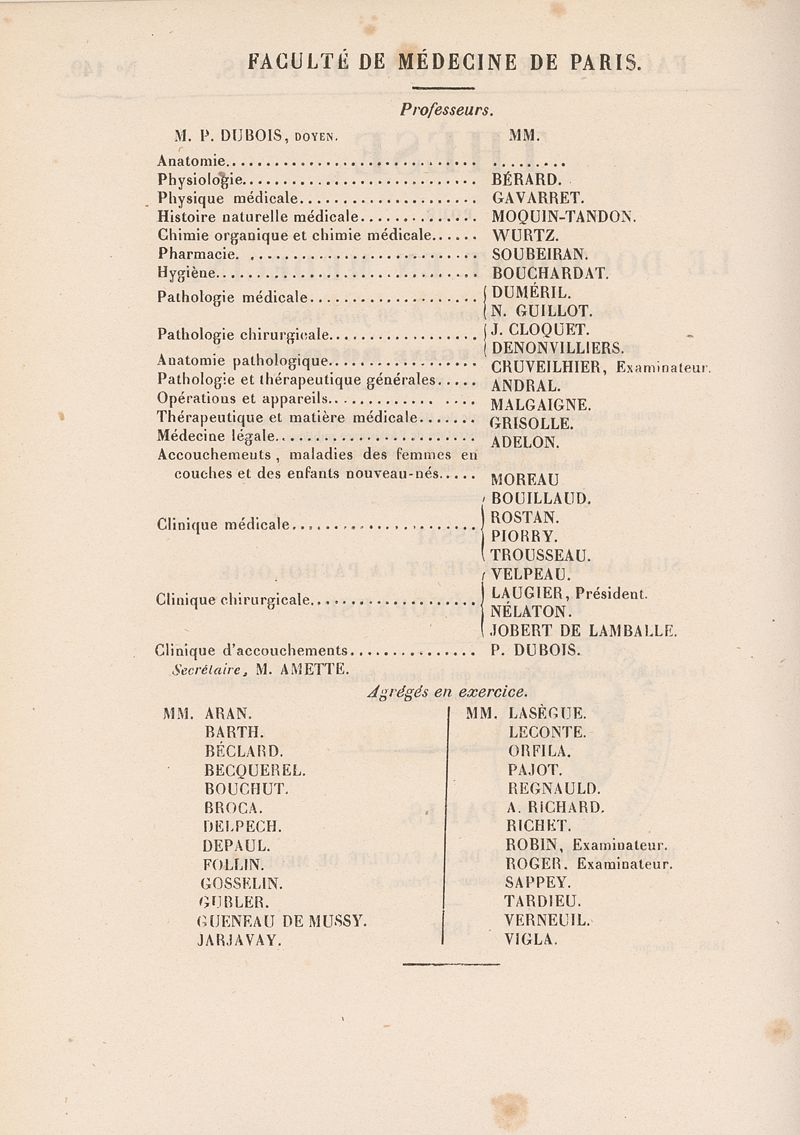 FACULTÉ DE MÉDECINE DE PARIS.
Professeurs.
M. P. DUBOIS, DOYEN. MM.
Anatomie........................... .........
Physiologie........................... BÉRARD.
Physique médicale..................... GAVARRET.
Histoire naturelle médicale.............. MOQUIN-TANDON.
Chimie organique et chimie médicale...... WURTZ.
Pharmacie. ........................... SOUBEIRAN.
Hygiène............................... BOUCHARDAT.
Pathologie médicale.................... { DUMÉRIL.
N. GUILLOT.
Pathologie chirurgicale.................. { J. CLOQUET.
DENONVILLIERS.
Anatomie pathologique.................. CRUVEILHIER, Examinateur.
Pathologie et thérapeutique générales..... ANDRAL.
Opérations et appareils............. .... MALGAIGNE.
Thérapeutique et matière médicale....... GRISOLLE.
Médecine légale........................ ADELON.
Accouchements, maladies des femmes en
couches et des enfants nouveau-nés..... MOREAU
Clinique médicale....................... { BOUILLAUD.
ROSTAN.
PIORRY.
TROUSSEAU.
Clinique chirurgicale.................... { VELPEAU.
LAUGIER, Président.
NÉLATON.
JOBERT DE LAMBALLE.
Clinique d'accouchements............... P. DUBOIS.
Secrétaire, M. AMETTE.
Agrégés en exercice.
MM. ARAN.
BARTH.
BÉCLARD.
BECQUEREL.
BOUCHUT.
BROCA.
DELPECH.
DEPAUL.
FOLLIN.
GOSSELIN.
GUBLER.
GUENEAU DE MUSSY.
JARJAVAY.
MM. LASÈGUE.
LECONTE.
ORFILA.
PAJOT.
REGNAULD.
A. RICHARD.
RICHET.
ROBIN, Examinateur.
ROGER. Examinateur.
SAPPEY.
TARDIEU.
VERNEUIL.
VIGLA.